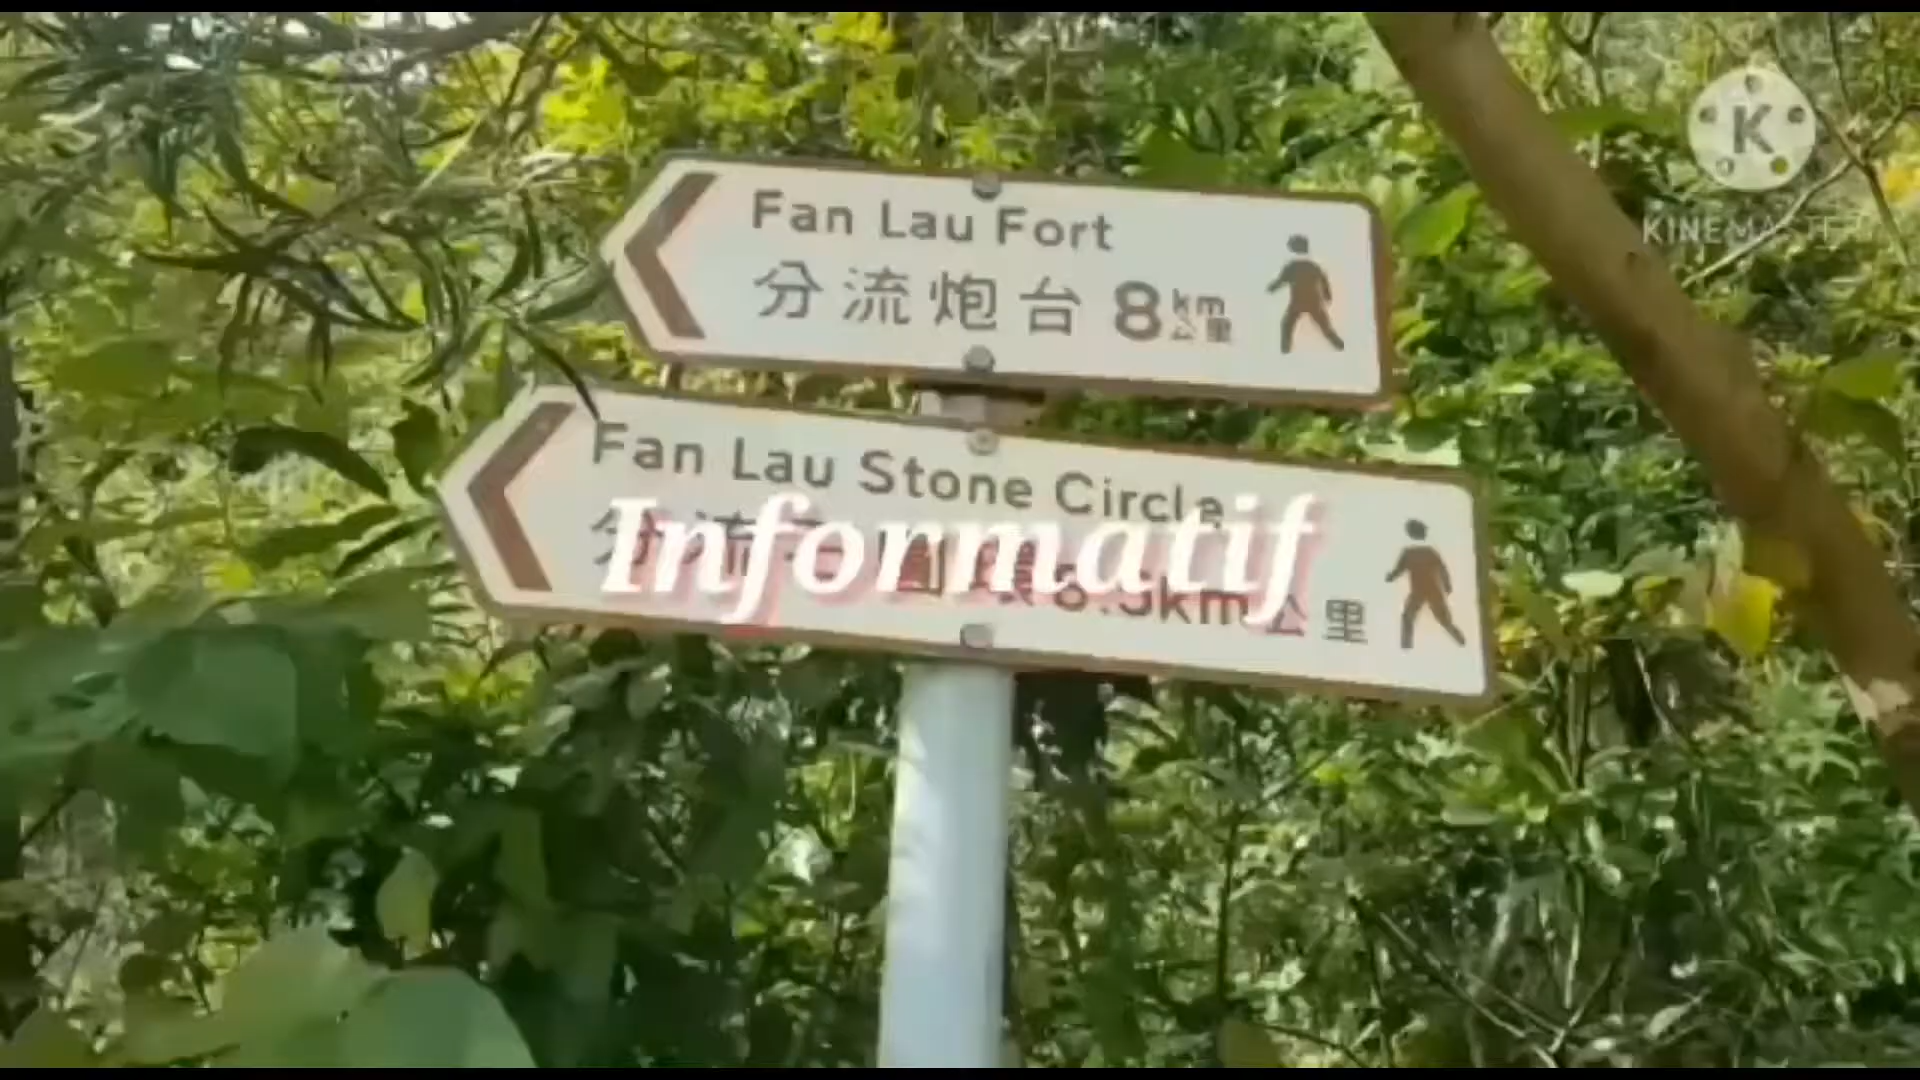 Fan Lau Fort
分流炮台 8 km 公里
Fan Lau Stone Circle
Informatif
公里
K
KINEMASTER